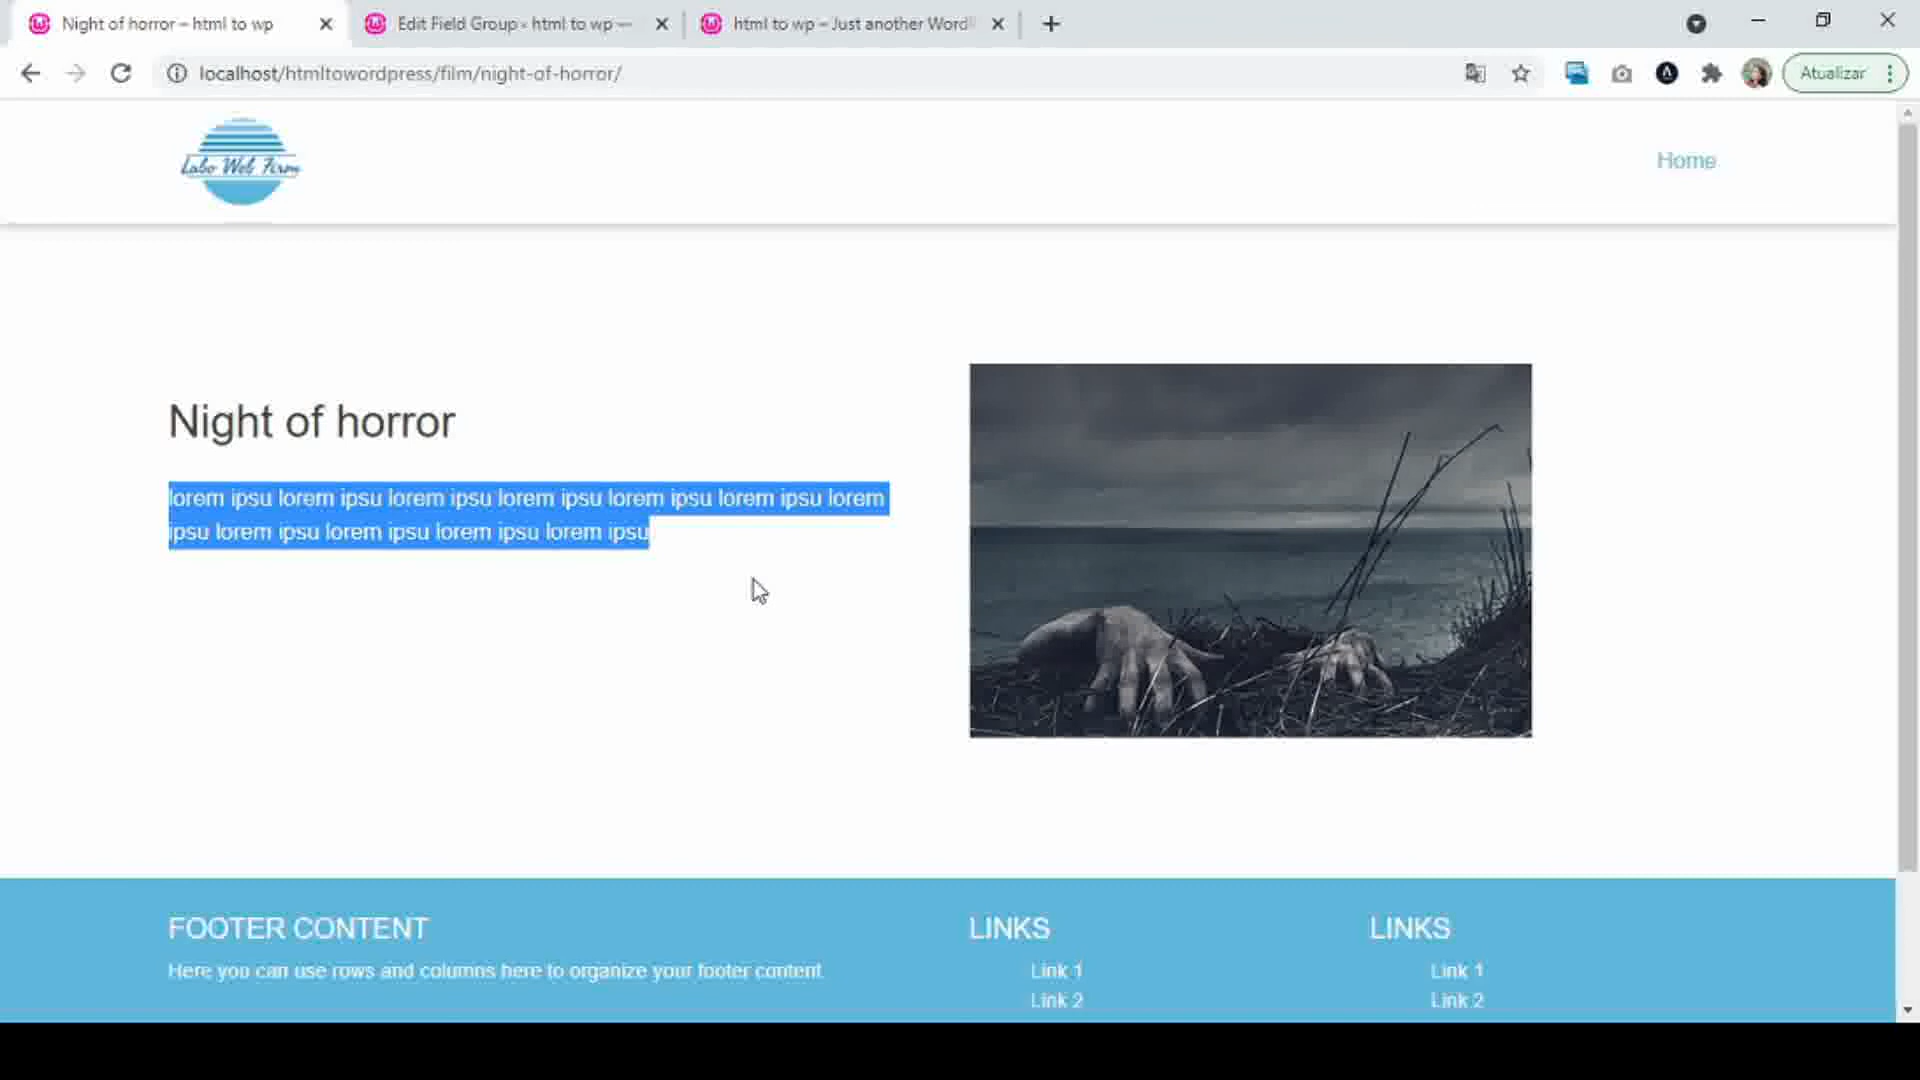 Night of horror – html to wp
Edit Field Group ‹ html to wp —
html to wp – Just another Word
localhost/htmltowordpress/film/night-of-horror/
Atualizar
Labo Web Firm
Home
Night of horror
lorem ipsu lorem ipsu lorem ipsu lorem ipsu lorem ipsu lorem ipsu lorem
ipsu lorem ipsu lorem ipsu lorem ipsu lorem ipsu
FOOTER CONTENT
LINKS
LINKS
Here you can use rows and columns here to organize your footer content
Link 1
Link 1
Link 2
Link 2